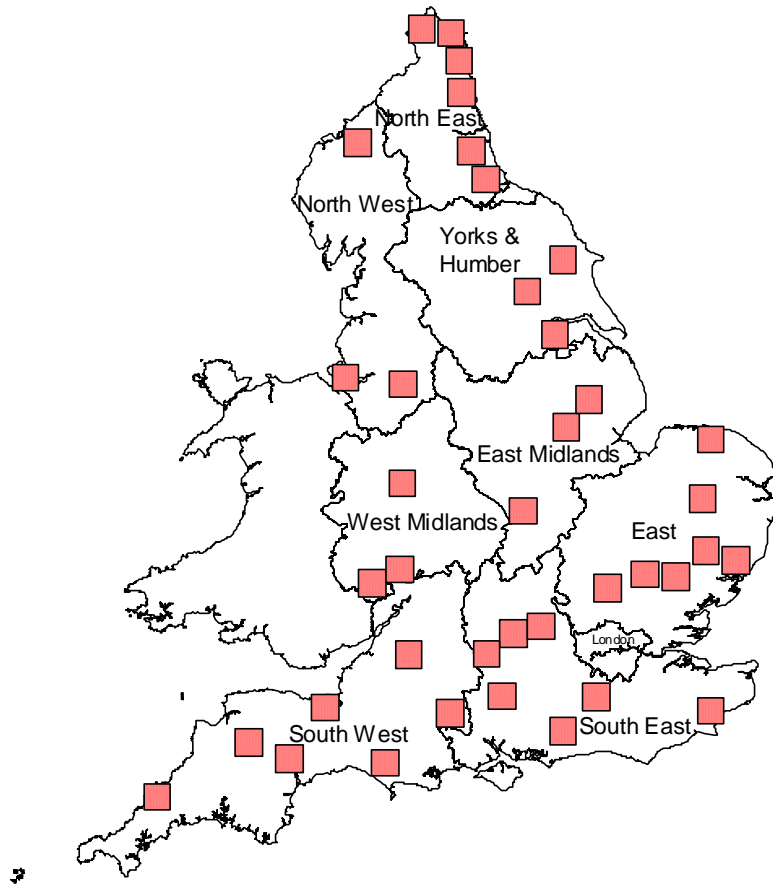 North East
North West
Yorks &
Humber
East Midlands
West Midlands
East
London
South West
South East